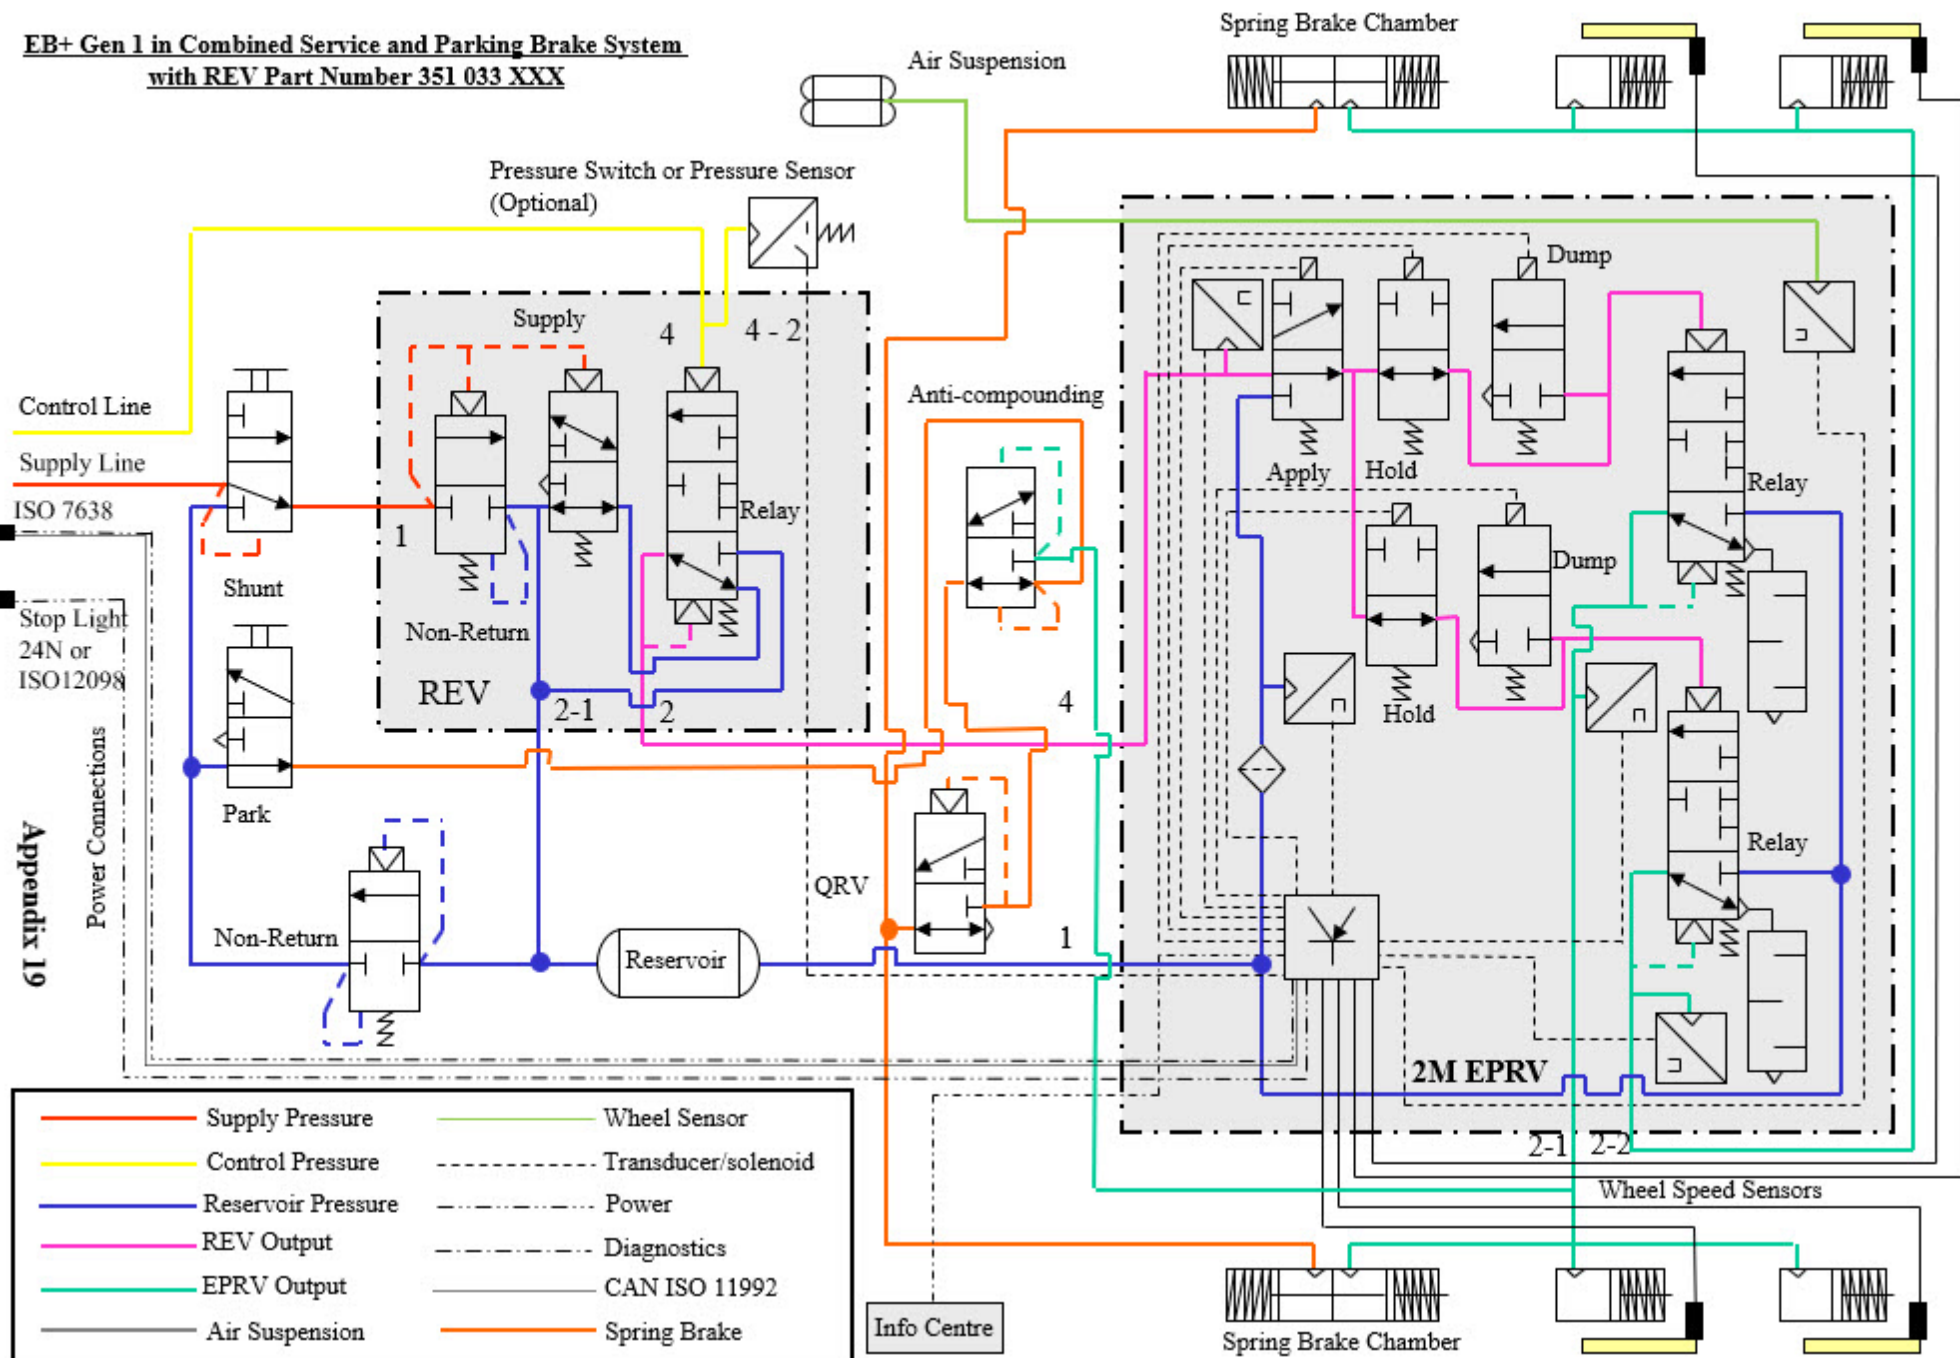 EB+ Gen 1 in Combined Service and Parking Brake System
with REV Part Number 351 033 XXX
Spring Brake Chamber
Air Suspension
Pressure Switch or Pressure Sensor
(Optional)
Dump
Supply
4
4 - 2
Control Line
Anti-compounding
Supply Line
Apply
Hold
Relay
ISO 7638
1
Relay
Shunt
Dump
Stop Light
24N or
ISO12098
Non-Return
REV
2-1
2
4
Hold
Power Connections
Park
Appendix 19
Relay
QRV
Non-Return
1
Reservoir
2M EPRV
2-1
2-2
Wheel Speed Sensors
Supply Pressure
Wheel Sensor
Control Pressure
Transducer/solenoid
Reservoir Pressure
Power
REV Output
Diagnostics
EPRV Output
CAN ISO 11992
Air Suspension
Spring Brake
Info Centre
Spring Brake Chamber